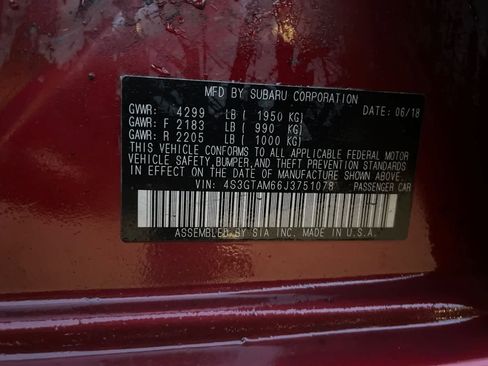 MFD BY SUBARU CORPORATION
GVWR: 4299 LB ( 1950 KG) DATE: 06/18
GAWR: F 2183 LB ( 990 KG)
GAWR: R 2205 LB ( 1000 KG)
THIS VEHICLE CONFORMS TO ALL APPLICABLE FEDERAL MOTOR
VEHICLE SAFETY, BUMPER, AND THEFT PREVENTION STANDARDS
IN EFFECT ON THE DATE OF MANUFACTURE SHOWN ABOVE.
VIN: 4S3GTAM66J3751078 PASSENGER CAR
ASSEMBLED BY SIA INC. MADE IN U.S.A.